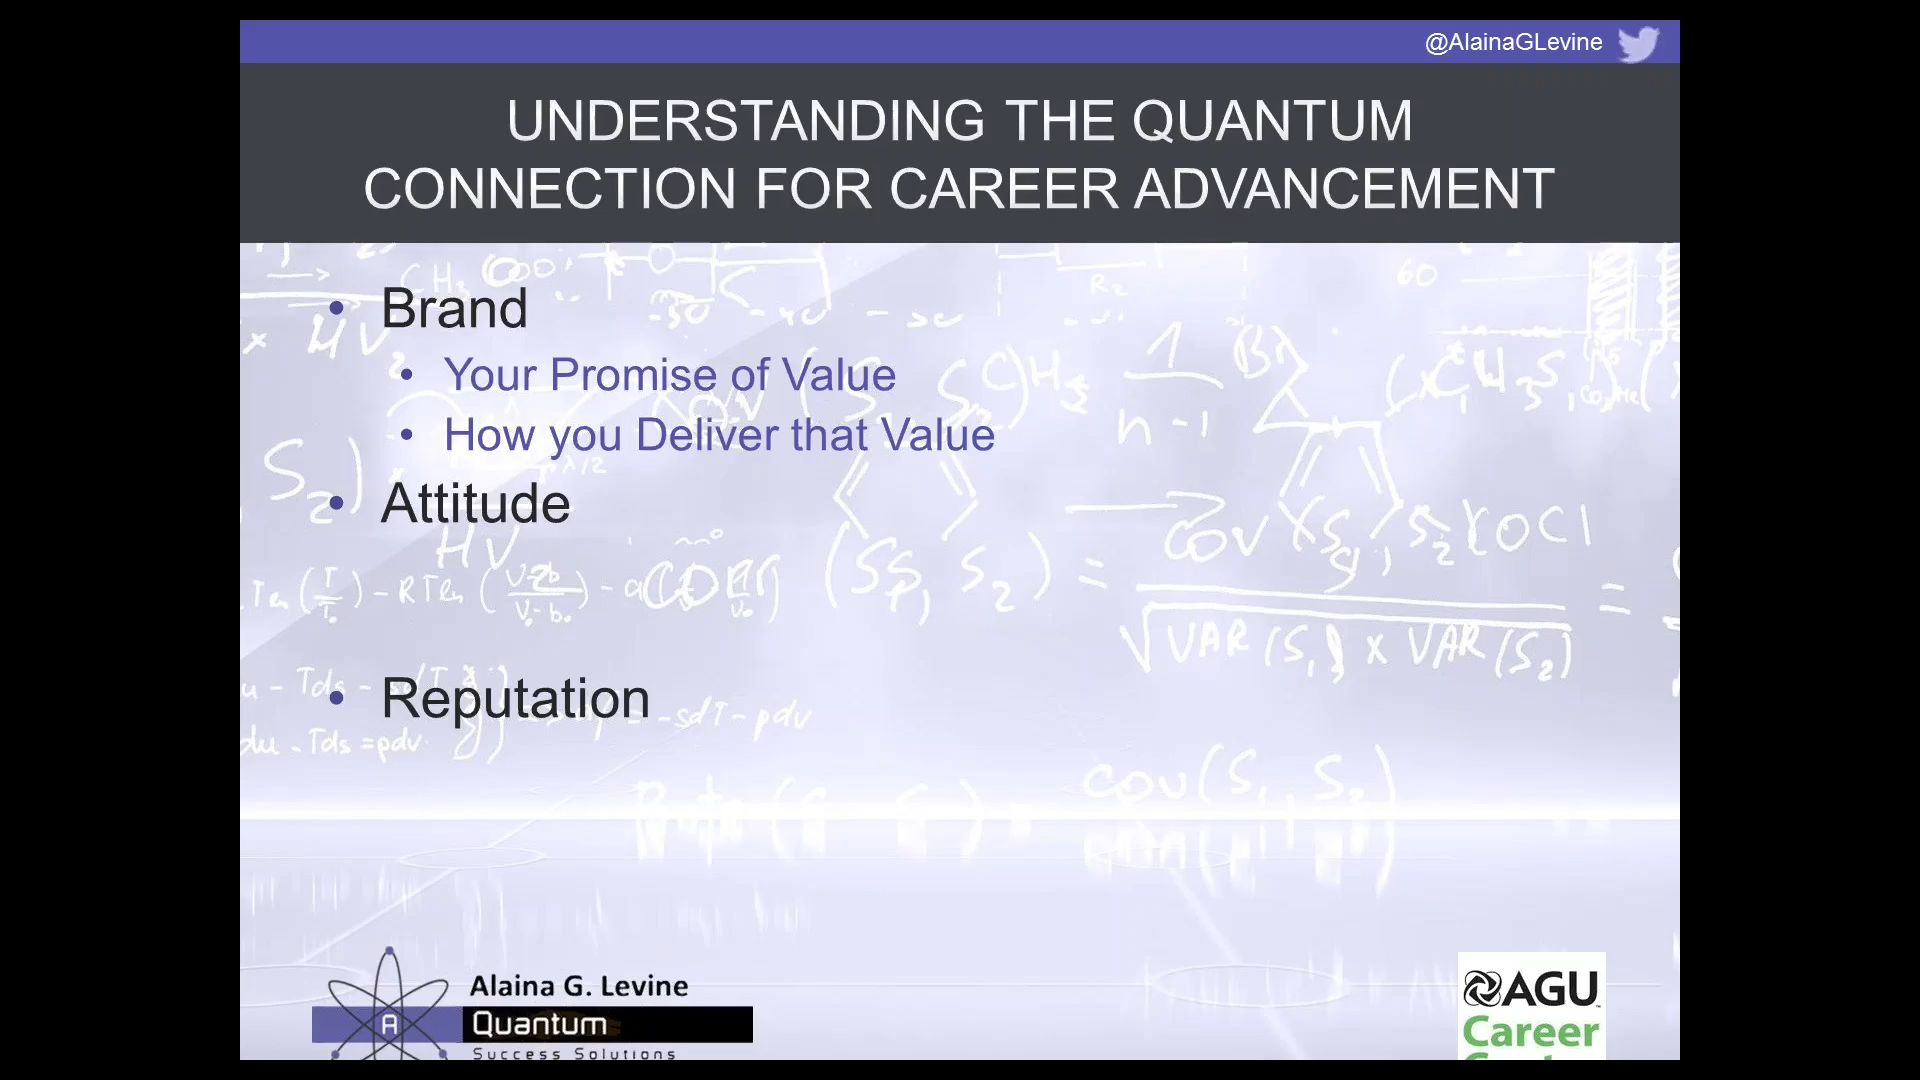 @AlainaGLevine
UNDERSTANDING THE QUANTUM
CONNECTION FOR CAREER ADVANCEMENT
• Brand
• Your Promise of Value
• How you Deliver that Value
• Attitude
• Reputation
A
Alaina G. Levine
Quantum
Success Solutions
AGU
Career